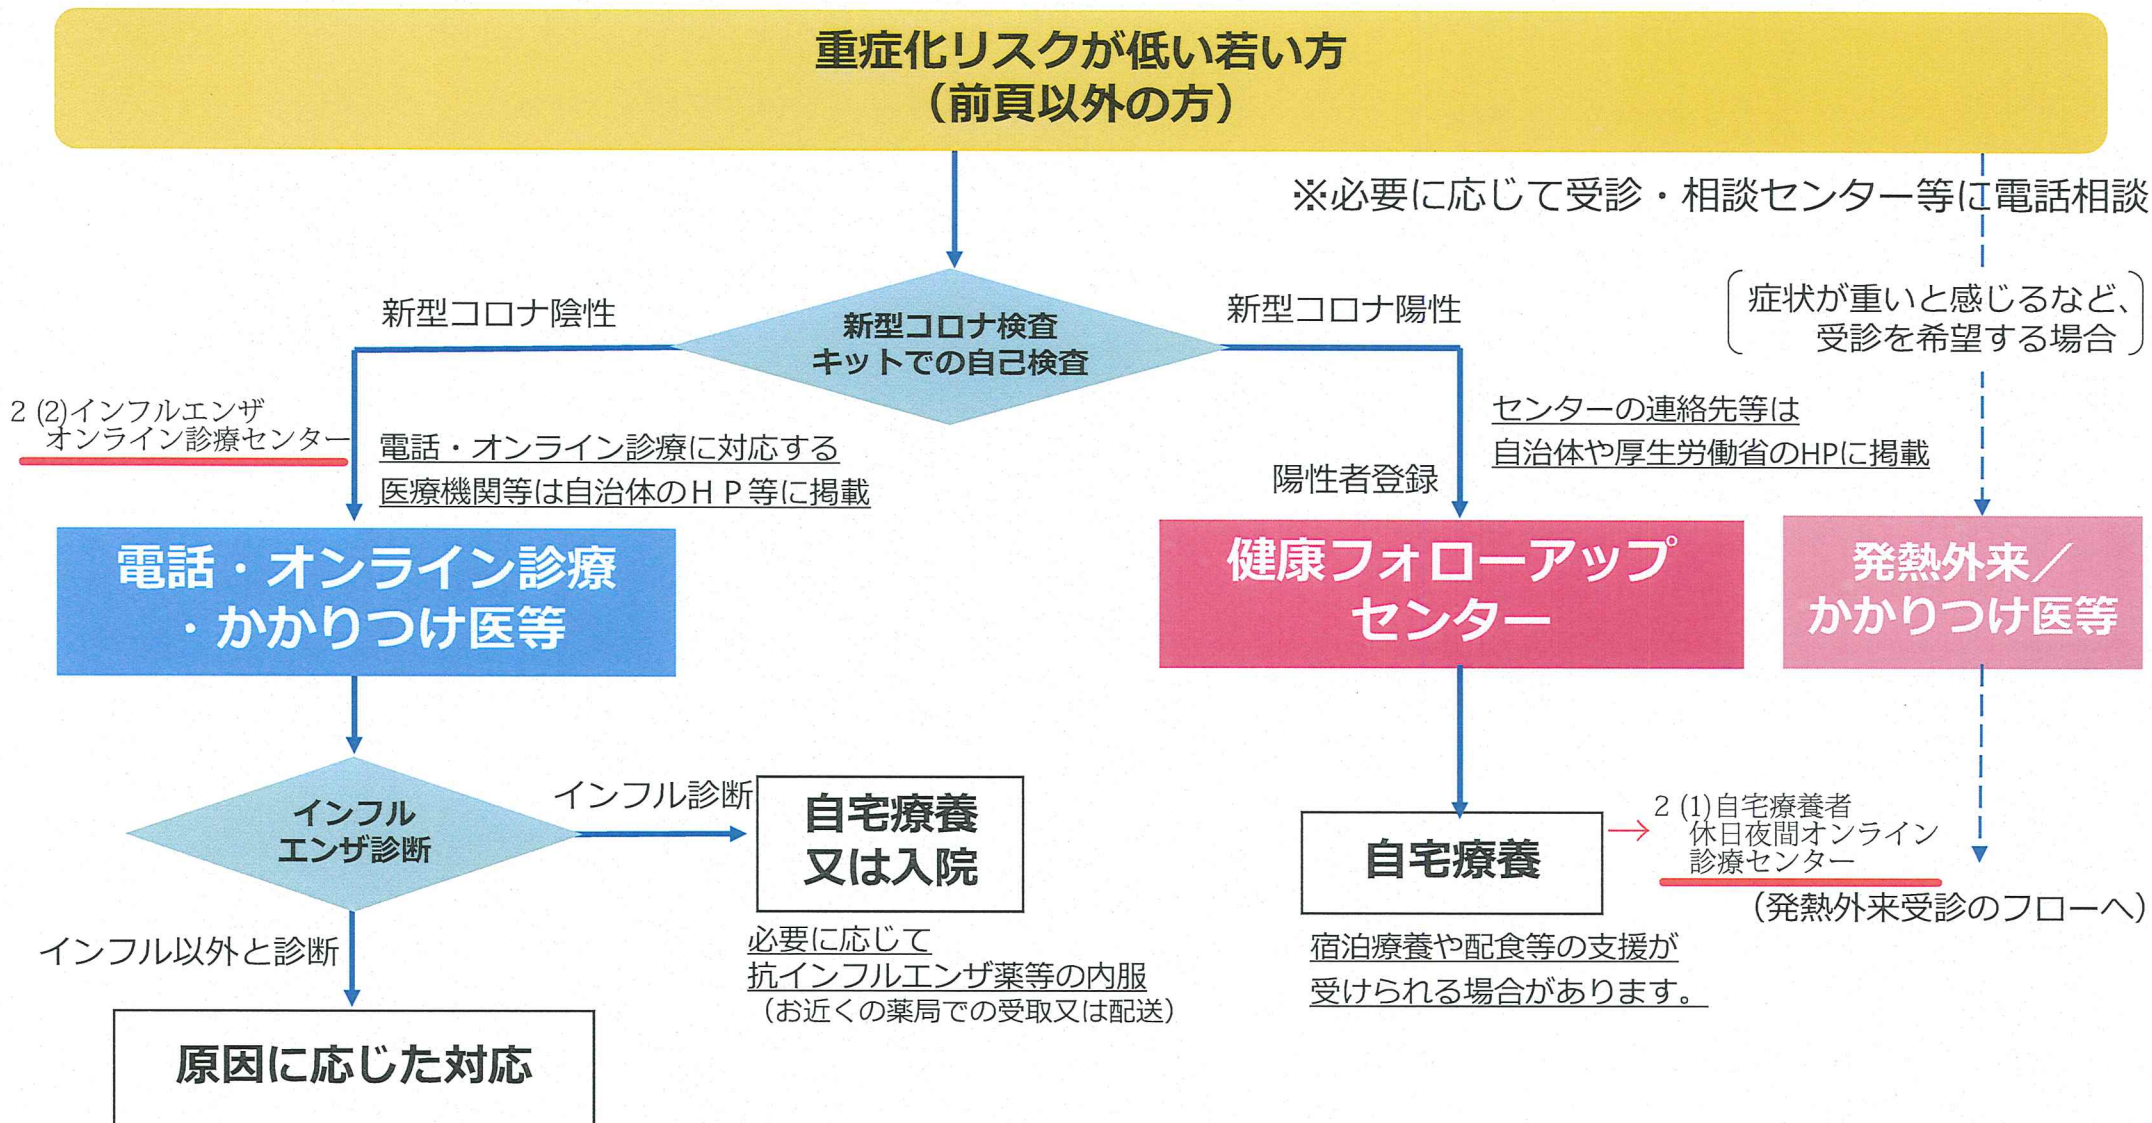 重症化リスクが低い若い方
（前頁以外の方）
※必要に応じて受診・相談センター等に電話相談
新型コロナ陰性
新型コロナ検査
キットでの自己検査
新型コロナ陽性
症状が重いと感じるなど、
受診を希望する場合
2 (2)インフルエンザ
オンライン診療センター
電話・オンライン診療に対応する
医療機関等は自治体のＨＰ等に掲載
センターの連絡先等は
自治体や厚生労働省のHPに掲載
陽性者登録
電話・オンライン診療
・かかりつけ医等
健康フォローアップ
センター
発熱外来／
かかりつけ医等
インフル
エンザ診断
インフル診断
自宅療養
又は入院
自宅療養
2 (1)自宅療養者
休日夜間オンライン
診療センター
（発熱外来受診のフローへ）
インフル以外と診断
必要に応じて
抗インフルエンザ薬等の内服
（お近くの薬局での受取又は配送）
宿泊療養や配食等の支援が
受けられる場合があります。
原因に応じた対応